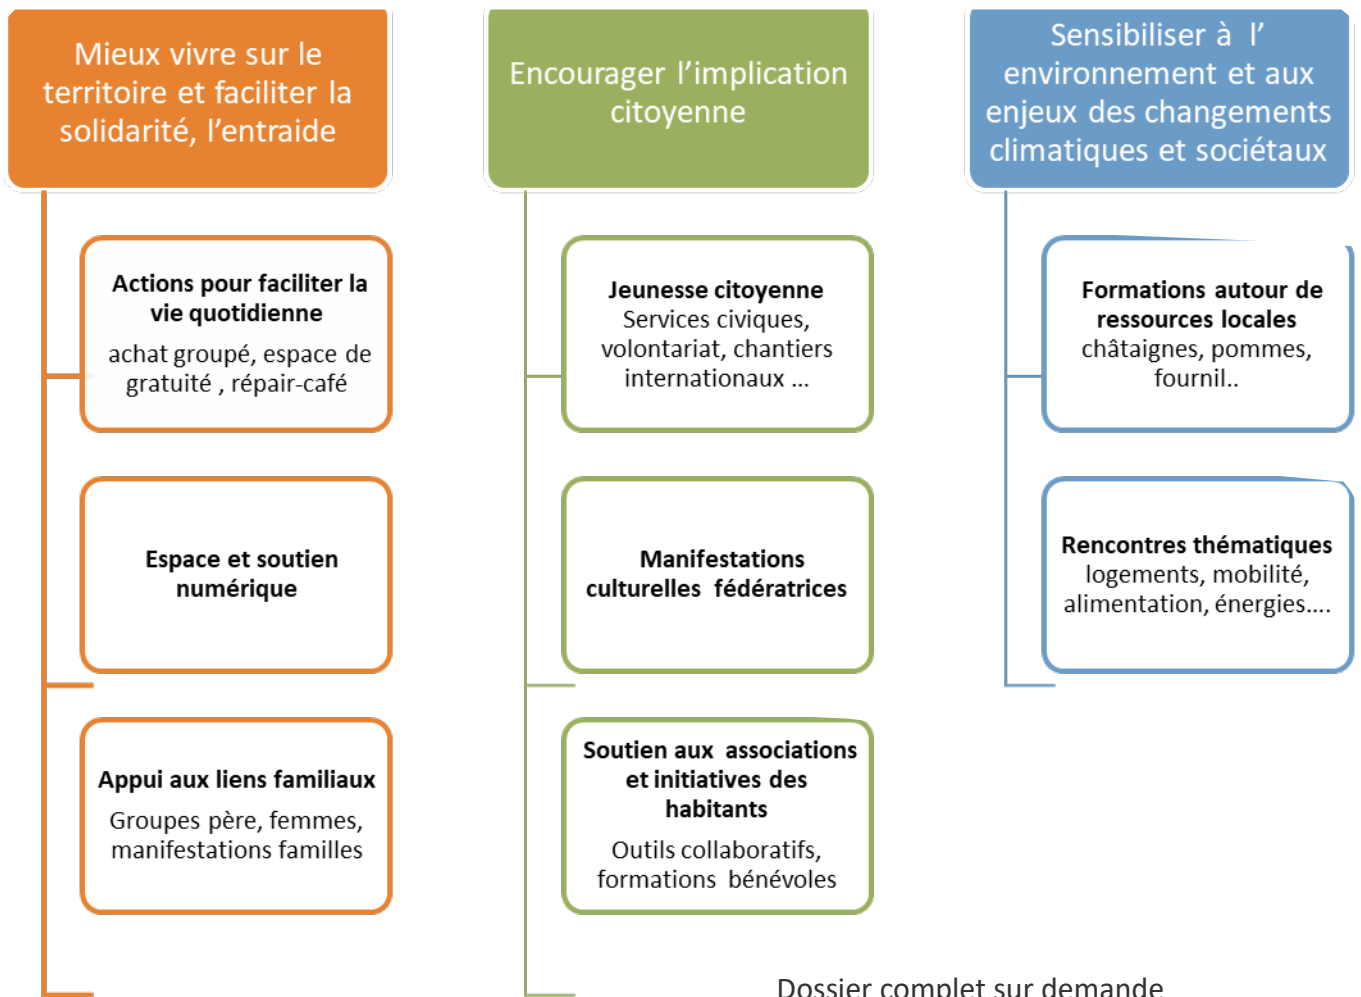 Mieux vivre sur le
territoire et faciliter la
solidarité, l'entraide
Actions pour faciliter la
vie quotidienne
achat groupé, espace de
gratuité , répair-café
Espace et soutien
numérique
Appui aux liens familiaux
Groupes père, femmes,
manifestations familles
Encourager l'implication
citoyenne
Jeunesse citoyenne
Services civiques,
volontariat, chantiers
internationaux ...
Manifestations
culturelles fédératrices
Soutien aux associations
et initiatives des
habitants
Outils collaboratifs,
formations bénévoles
Sensibiliser à l'
environnement et aux
enjeux des changements
climatiques et sociétaux
Formations autour de
ressources locales
châtaignes, pommes,
fournil..
Rencontres thématiques
logements, mobilité,
alimentation, énergies....
Dossier complet sur demande